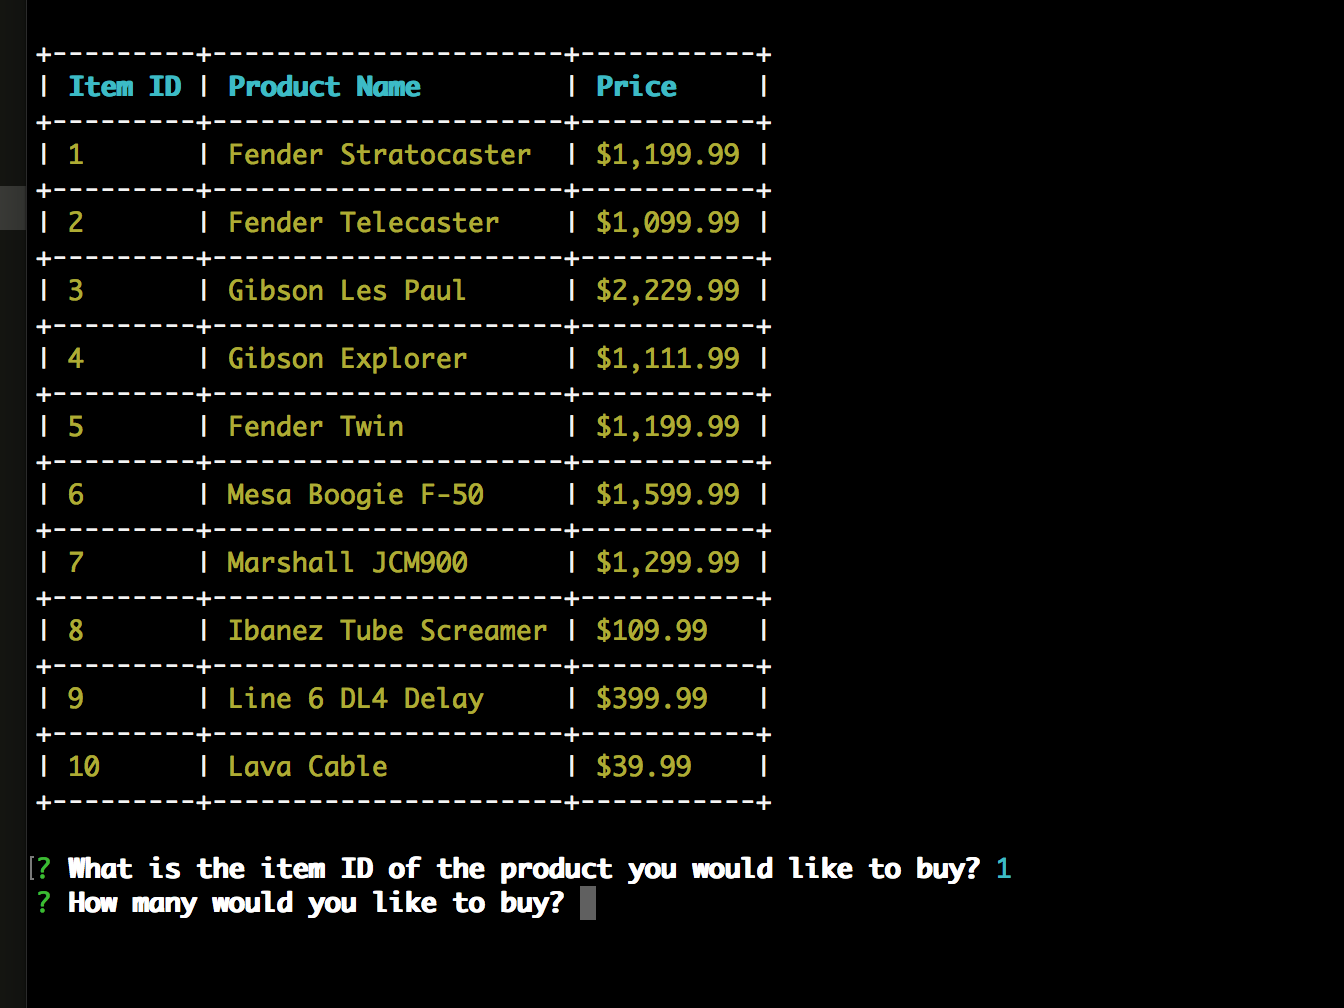 +---------+----------------------+-----------+
| Item ID | Product Name         | Price     |
+---------+----------------------+-----------+
| 1       | Fender Stratocaster  | $1,199.99 |
+---------+----------------------+-----------+
| 2       | Fender Telecaster    | $1,099.99 |
+---------+----------------------+-----------+
| 3       | Gibson Les Paul      | $2,229.99 |
+---------+----------------------+-----------+
| 4       | Gibson Explorer      | $1,111.99 |
+---------+----------------------+-----------+
| 5       | Fender Twin          | $1,199.99 |
+---------+----------------------+-----------+
| 6       | Mesa Boogie F-50     | $1,599.99 |
+---------+----------------------+-----------+
| 7       | Marshall JCM900      | $1,299.99 |
+---------+----------------------+-----------+
| 8       | Ibanez Tube Screamer | $109.99   |
+---------+----------------------+-----------+
| 9       | Line 6 DL4 Delay     | $399.99   |
+---------+----------------------+-----------+
| 10      | Lava Cable           | $39.99    |
+---------+----------------------+-----------+
[? What is the item ID of the product you would like to buy? 1
? How many would you like to buy?